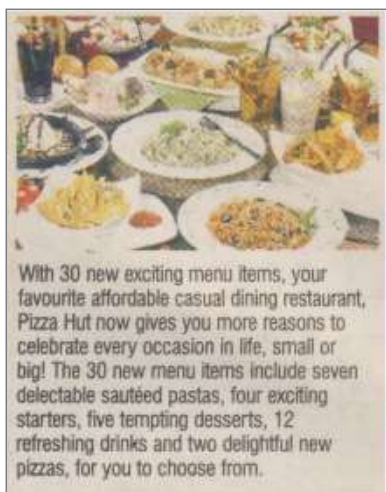 With 30 new exciting menu items, your
favourite affordable casual dining restaurant,
Pizza Hut now gives you more reasons to
celebrate every occasion in life, small or
big! The 30 new menu items include seven
delectable sautéed pastas, four exciting
starters, five tempting desserts, 12
refreshing drinks and two delightful new
pizzas, for you to choose from.